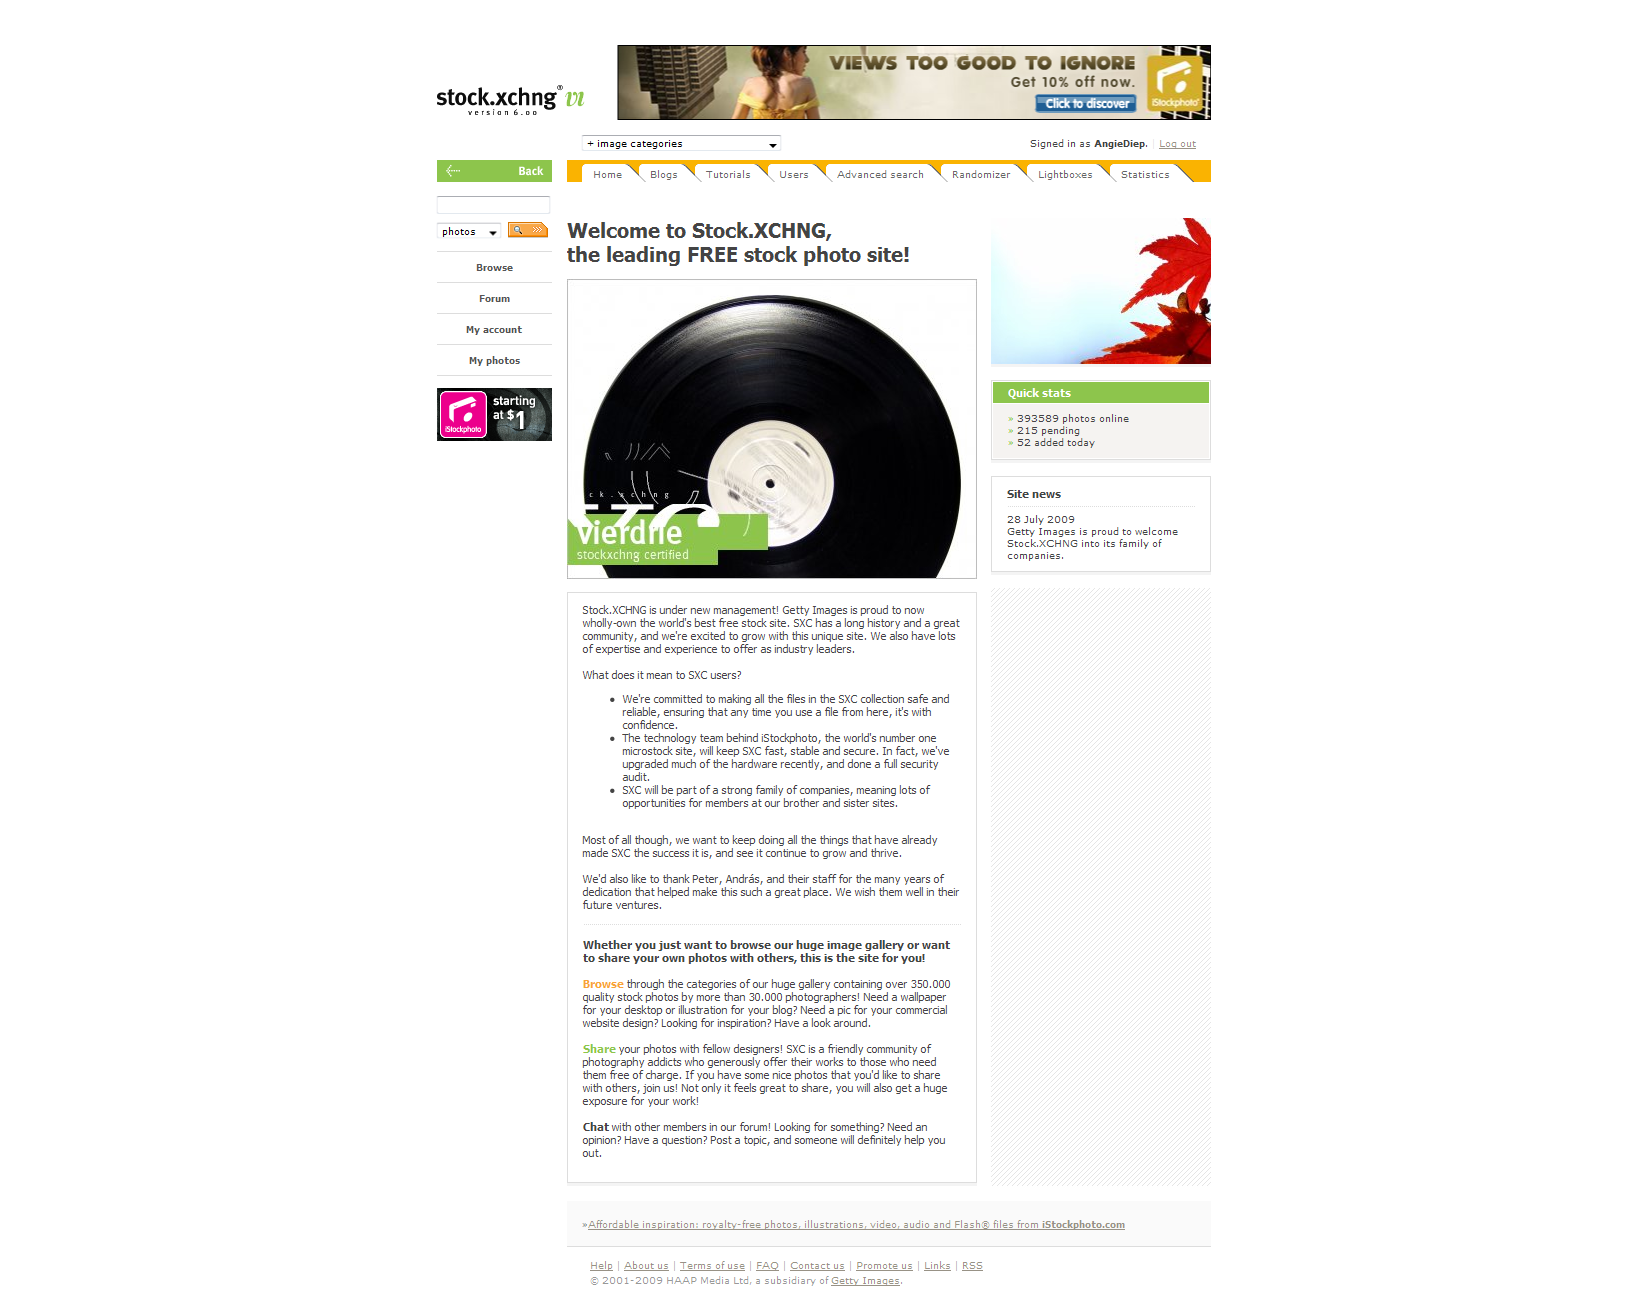 VIEWS TOO GOOD TO IGNORE
Get 10% off now.
Click to discover
iStockphoto
stock.xchng® VI
version 6.00
+ image categories
Signed in as AngieDiep. | Log out
Back
Home Blogs Tutorials Users Advanced search Randomizer Lightboxes Statistics
photos
Browse
Forum
My account
My photos
starting
at $1
iStockphoto
Welcome to Stock.XCHNG,
the leading FREE stock photo site!
vierdrie
stockxchng certified
Quick stats
» 393589 photos online
» 215 pending
» 52 added today
Site news
28 July 2009
Getty Images is proud to welcome
Stock.XCHNG into its family of
companies.
Stock.XCHNG is under new management! Getty Images is proud to now
wholly-own the world's best free stock site. SXC has a long history and a great
community, and we're excited to grow with this unique site. We also have lots
of expertise and experience to offer as industry leaders.
What does it mean to SXC users?
• We're committed to making all the files in the SXC collection safe and
reliable, ensuring that any time you use a file from here, it's with
confidence.
• The technology team behind iStockphoto, the world's number one
microstock site, will keep SXC fast, stable and secure. In fact, we've
upgraded much of the hardware recently, and done a full security
audit.
• SXC will be part of a strong family of companies, meaning lots of
opportunities for members at our brother and sister sites.
Most of all though, we want to keep doing all the things that have already
made SXC the success it is, and see it continue to grow and thrive.
We'd also like to thank Peter, András, and their staff for the many years of
dedication that helped make this such a great place. We wish them well in their
future ventures.
Whether you just want to browse our huge image gallery or want
to share your own photos with others, this is the site for you!
Browse through the categories of our huge gallery containing over 350.000
quality stock photos by more than 30.000 photographers! Need a wallpaper
for your desktop or illustration for your blog? Need a pic for your commercial
website design? Looking for inspiration? Have a look around.
Share your photos with fellow designers! SXC is a friendly community of
photography addicts who generously offer their works to those who need
them free of charge. If you have some nice photos that you'd like to share
with others, join us! Not only it feels great to share, you will also get a huge
exposure for your work!
Chat with other members in our forum! Looking for something? Need an
opinion? Have a question? Post a topic, and someone will definitely help you
out.
»Affordable inspiration: royalty-free photos, illustrations, video, audio and Flash® files from iStockphoto.com
Help | About us | Terms of use | FAQ | Contact us | Promote us | Links | RSS
© 2001-2009 HAAP Media Ltd, a subsidiary of Getty Images.